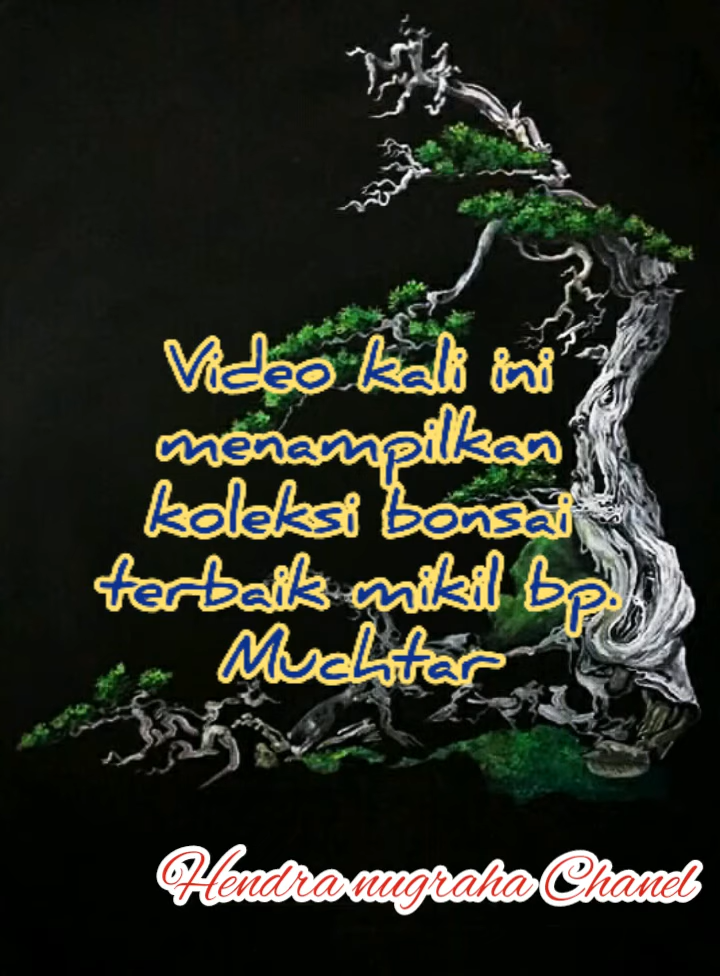 Video kali ini
menampilkan
koleksi bonsai
terbaik mikil bp.
Muchtar
Hendra nugraha Chanel